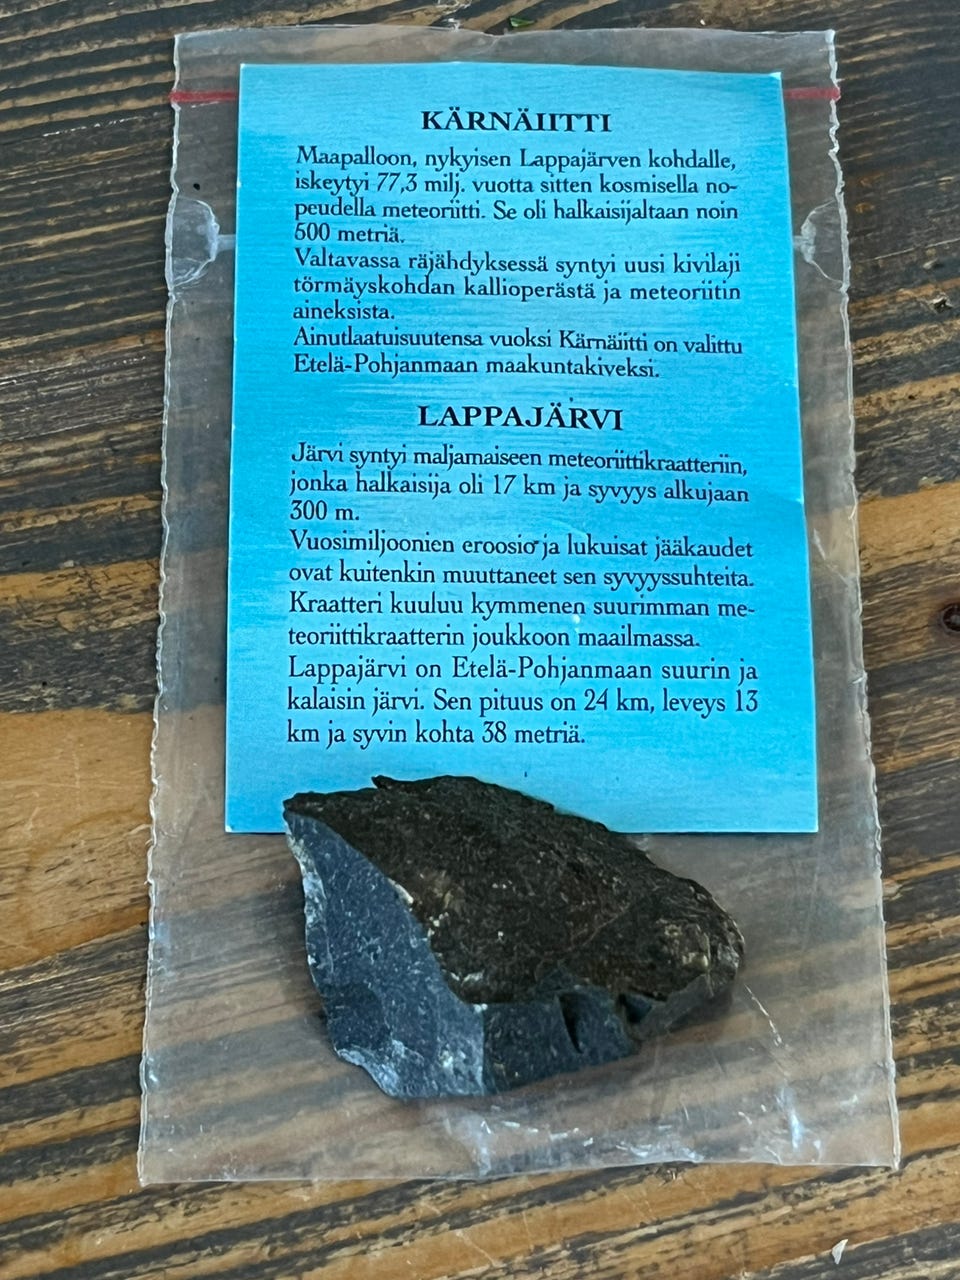 KÄRNÄIITTI
Maapalloon, nykyisen Lappajärven kohdalle,
iskeytyi 77,3 milj. vuotta sitten kosmisella no-
peudella meteoriitti. Se oli halkaisijaltaan noin
500 metriä.
Valtavassa räjähdyksessä syntyi uusi kivilaji
törmäyskohdan kallioperästä ja meteoriitin
aineksista.
Ainutlaatuisuutensa vuoksi Kärnäiitti on valittu
Etelä-Pohjanmaan maakuntakiveksi.
LAPPAJÄRVI
Järvi syntyi maljamaiseen meteoriittikraatteriin,
jonka halkaisija oli 17 km ja syvyys alkujaan
300 m.
Vuosimiljoonien eroosio ja lukuisat jääkaudet
ovat kuitenkin muuttaneet sen syvyyssuhteita.
Kraatteri kuuluu kymmenen suurimman me-
teoriittikraatterin joukkoon maailmassa.
Lappajärvi on Etelä-Pohjanmaan suurin ja
kalaisin järvi. Sen pituus on 24 km, leveys 13
km ja syvin kohta 38 metriä.